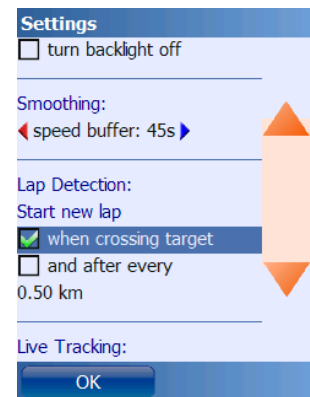 Settings
turn backlight off
Smoothing:
speed buffer: 45s
Lap Detection:
Start new lap
when crossing target
and after every
0.50 km
Live Tracking:
OK